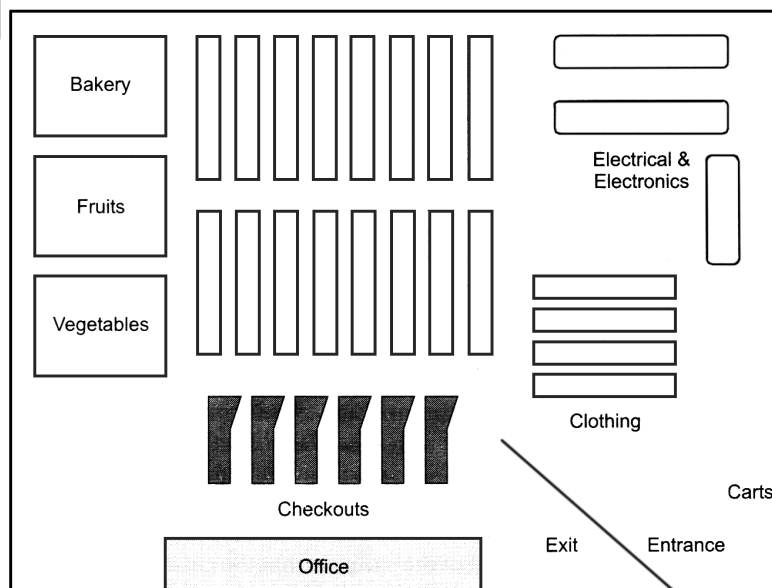 Bakery
Fruits
Vegetables
Electrical &
Electronics
Clothing
Checkouts
Carts
Exit
Entrance
Office